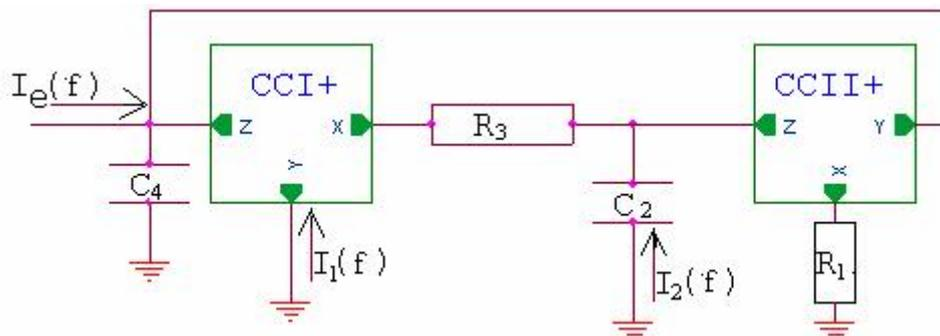 CCI+
CCII+
Ie(f)
Z
X
R3
Z
Y
Y
X
C4
C2
I1(f)
I2(f)
R1